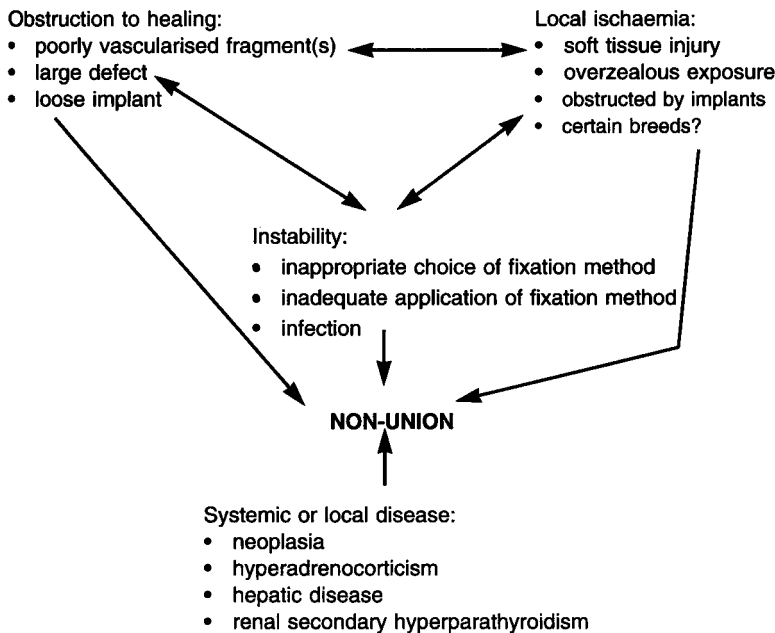 Obstruction to healing:
• poorly vascularised fragment(s)
• large defect
• loose implant
Local ischaemia:
• soft tissue injury
• overzealous exposure
• obstructed by implants
• certain breeds?
Instability:
• inappropriate choice of fixation method
• inadequate application of fixation method
• infection
NON-UNION
Systemic or local disease:
• neoplasia
• hyperadrenocorticism
• hepatic disease
• renal secondary hyperparathyroidism